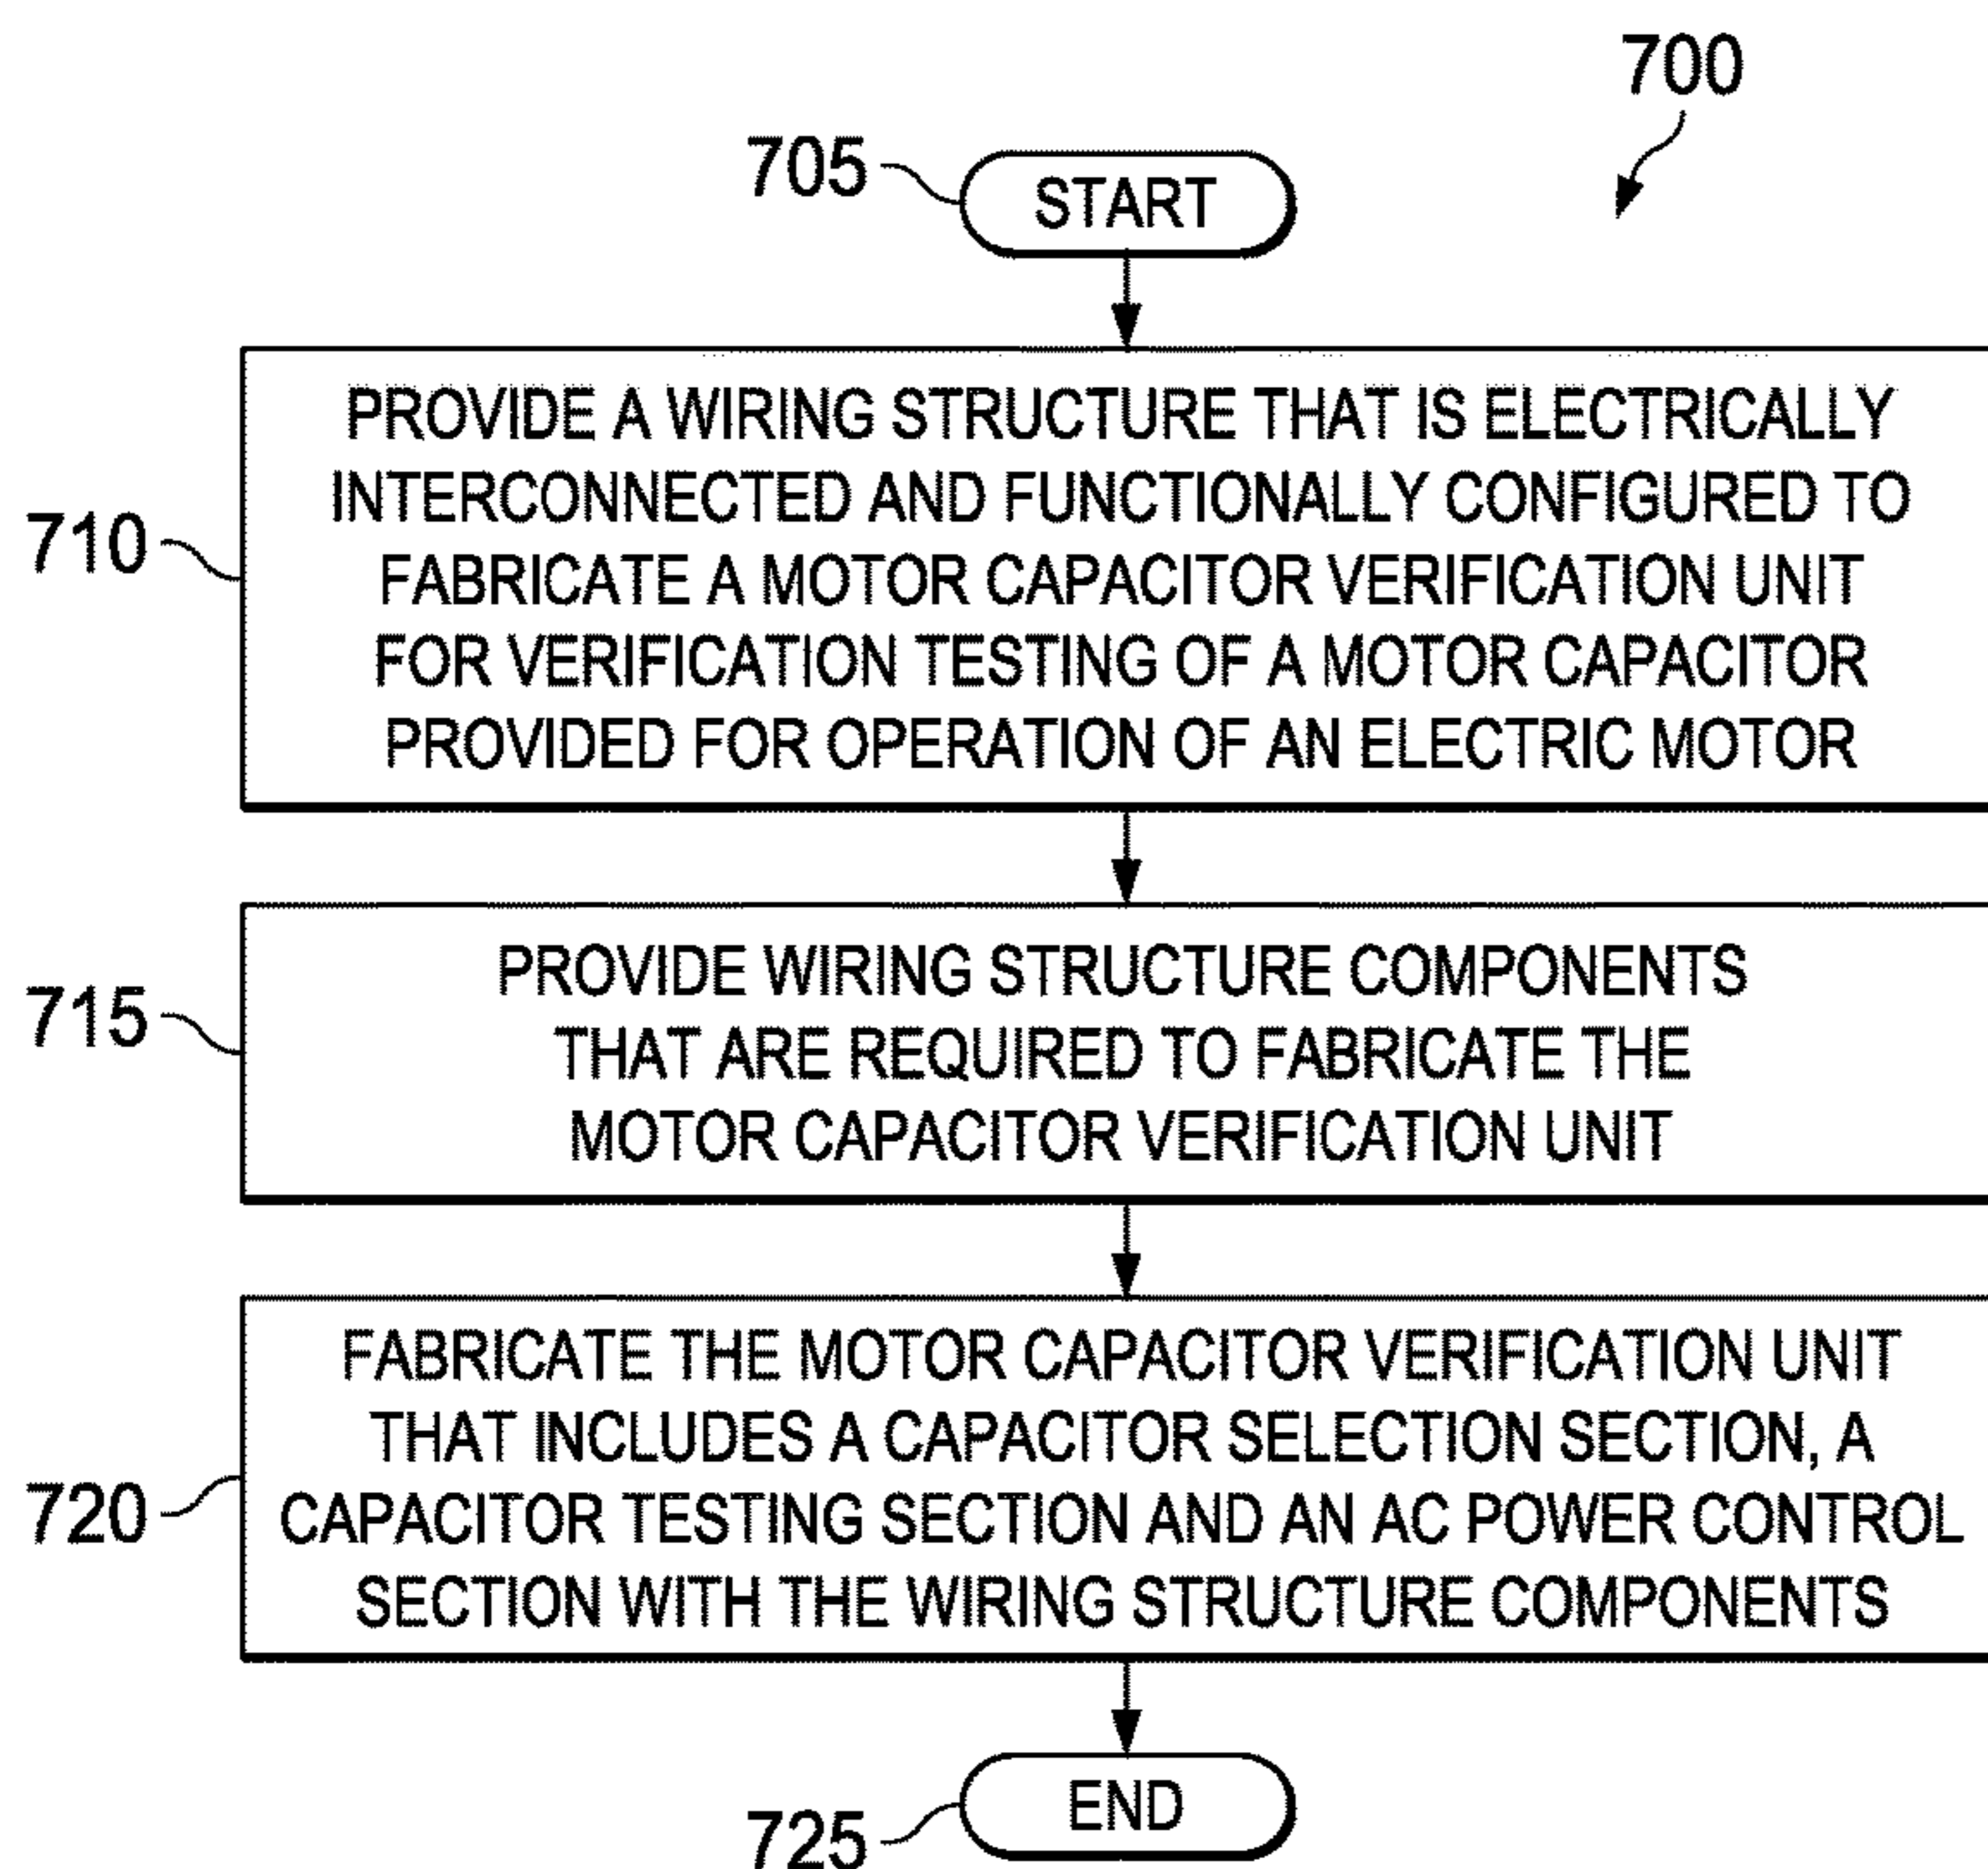 700
705
START
PROVIDE A WIRING STRUCTURE THAT IS ELECTRICALLY
INTERCONNECTED AND FUNCTIONALLY CONFIGURED TO
710
FABRICATE A MOTOR CAPACITOR VERIFICATION UNIT
FOR VERIFICATION TESTING OF A MOTOR CAPACITOR
PROVIDED FOR OPERATION OF AN ELECTRIC MOTOR
715
PROVIDE WIRING STRUCTURE COMPONENTS
THAT ARE REQUIRED TO FABRICATE THE
MOTOR CAPACITOR VERIFICATION UNIT
FABRICATE THE MOTOR CAPACITOR VERIFICATION UNIT
THAT INCLUDES A CAPACITOR SELECTION SECTION, A
720
CAPACITOR TESTING SECTION AND AN AC POWER CONTROL
SECTION WITH THE WIRING STRUCTURE COMPONENTS
END
725